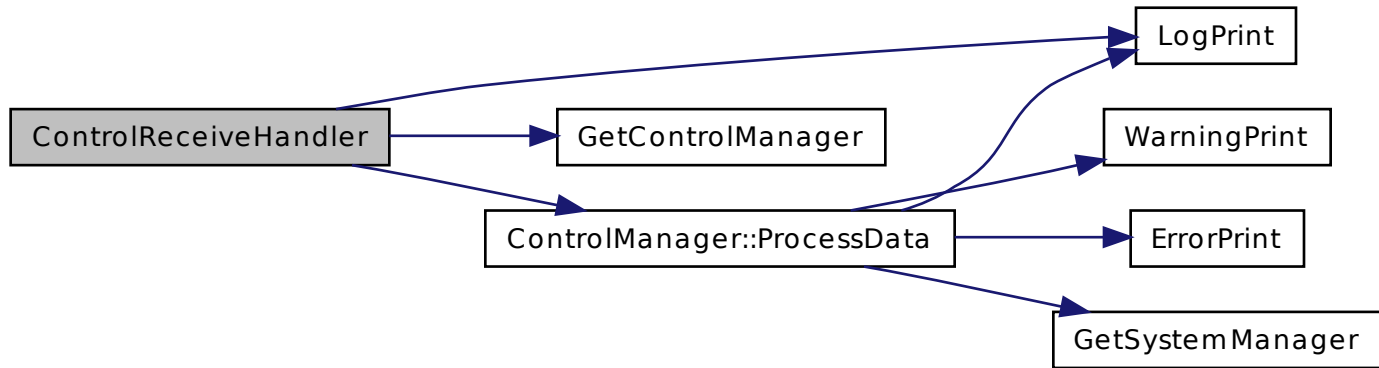 LogPrint
ControlReceiveHandler
GetControlManager
WarningPrint
ControlManager::ProcessData
ErrorPrint
GetSystemManager